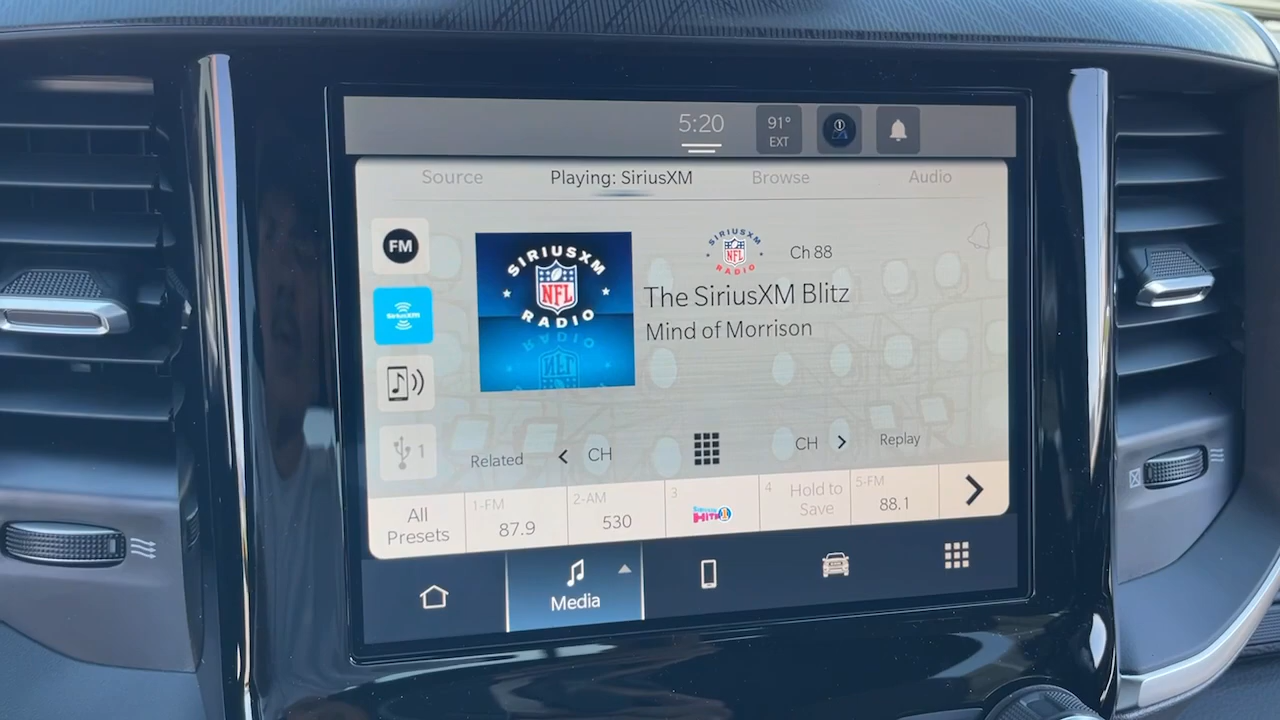 5:20
91°
EXT
Source
Playing: SiriusXM
Browse
Audio
FM
SiriusXM
1
SIRIUSXM
NFL
RADIO
SIRIUSXM
NFL
RADIO
Ch 88
The SiriusXM Blitz
Mind of Morrison
Related
CH
CH
Replay
All
Presets
1-FM
87.9
2-AM
530
3
HITS 1
4
Hold to
Save
5-FM
88.1
Media